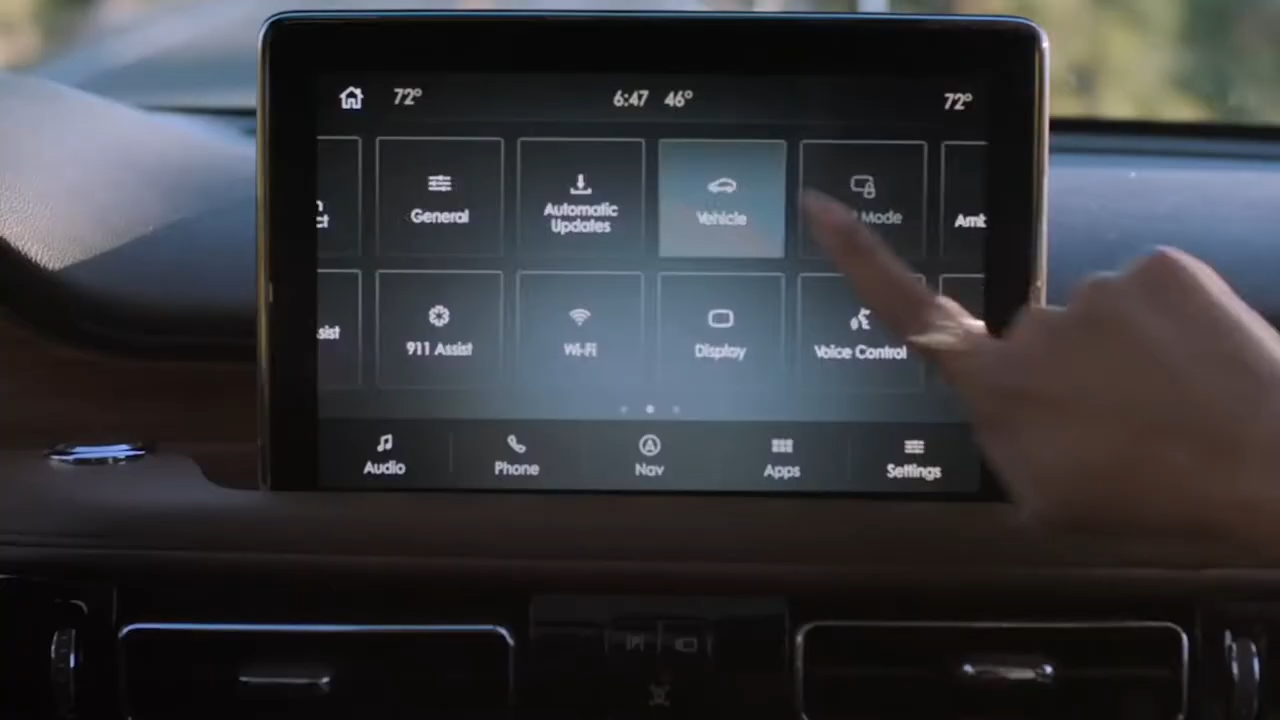 72° 6:47 46° 72°
General
Automatic
Updates
Vehicle
Mode
911 Assist
Wi-Fi
Display
Voice Control
Audio
Phone
Nav
Apps
Settings